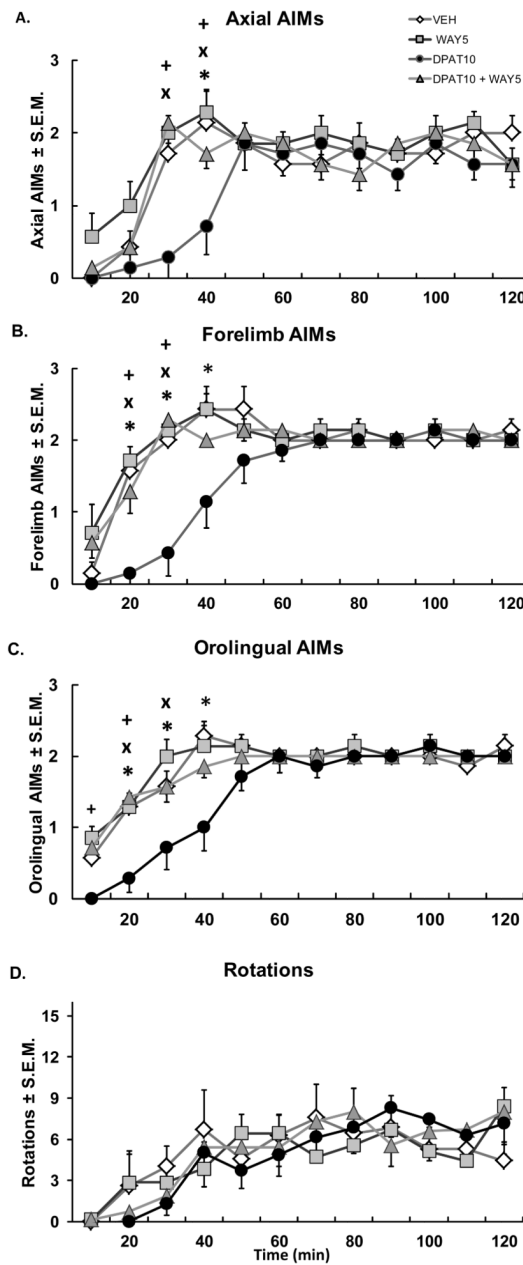 A. Axial AIMs
VEH
WAY5
DPAT10
DPAT10 + WAY5
+
+ x
x *
3
2
1
0
Axial AIMs ± S.E.M.
20 40 60 80 100 120
B. Forelimb AIMs
+ +
x x
* * *
3
2
1
0
Forelimb AIMs ± S.E.M.
20 40 60 80 100 120
C. Orolingual AIMs
+ x *
x *
+ *
3
2
1
0
Orolingual AIMs ± S.E.M.
20 40 60 80 100 120
D. Rotations
15
12
9
6
3
0
Rotations ± S.E.M.
20 40 60 80 100 120
Time (min)